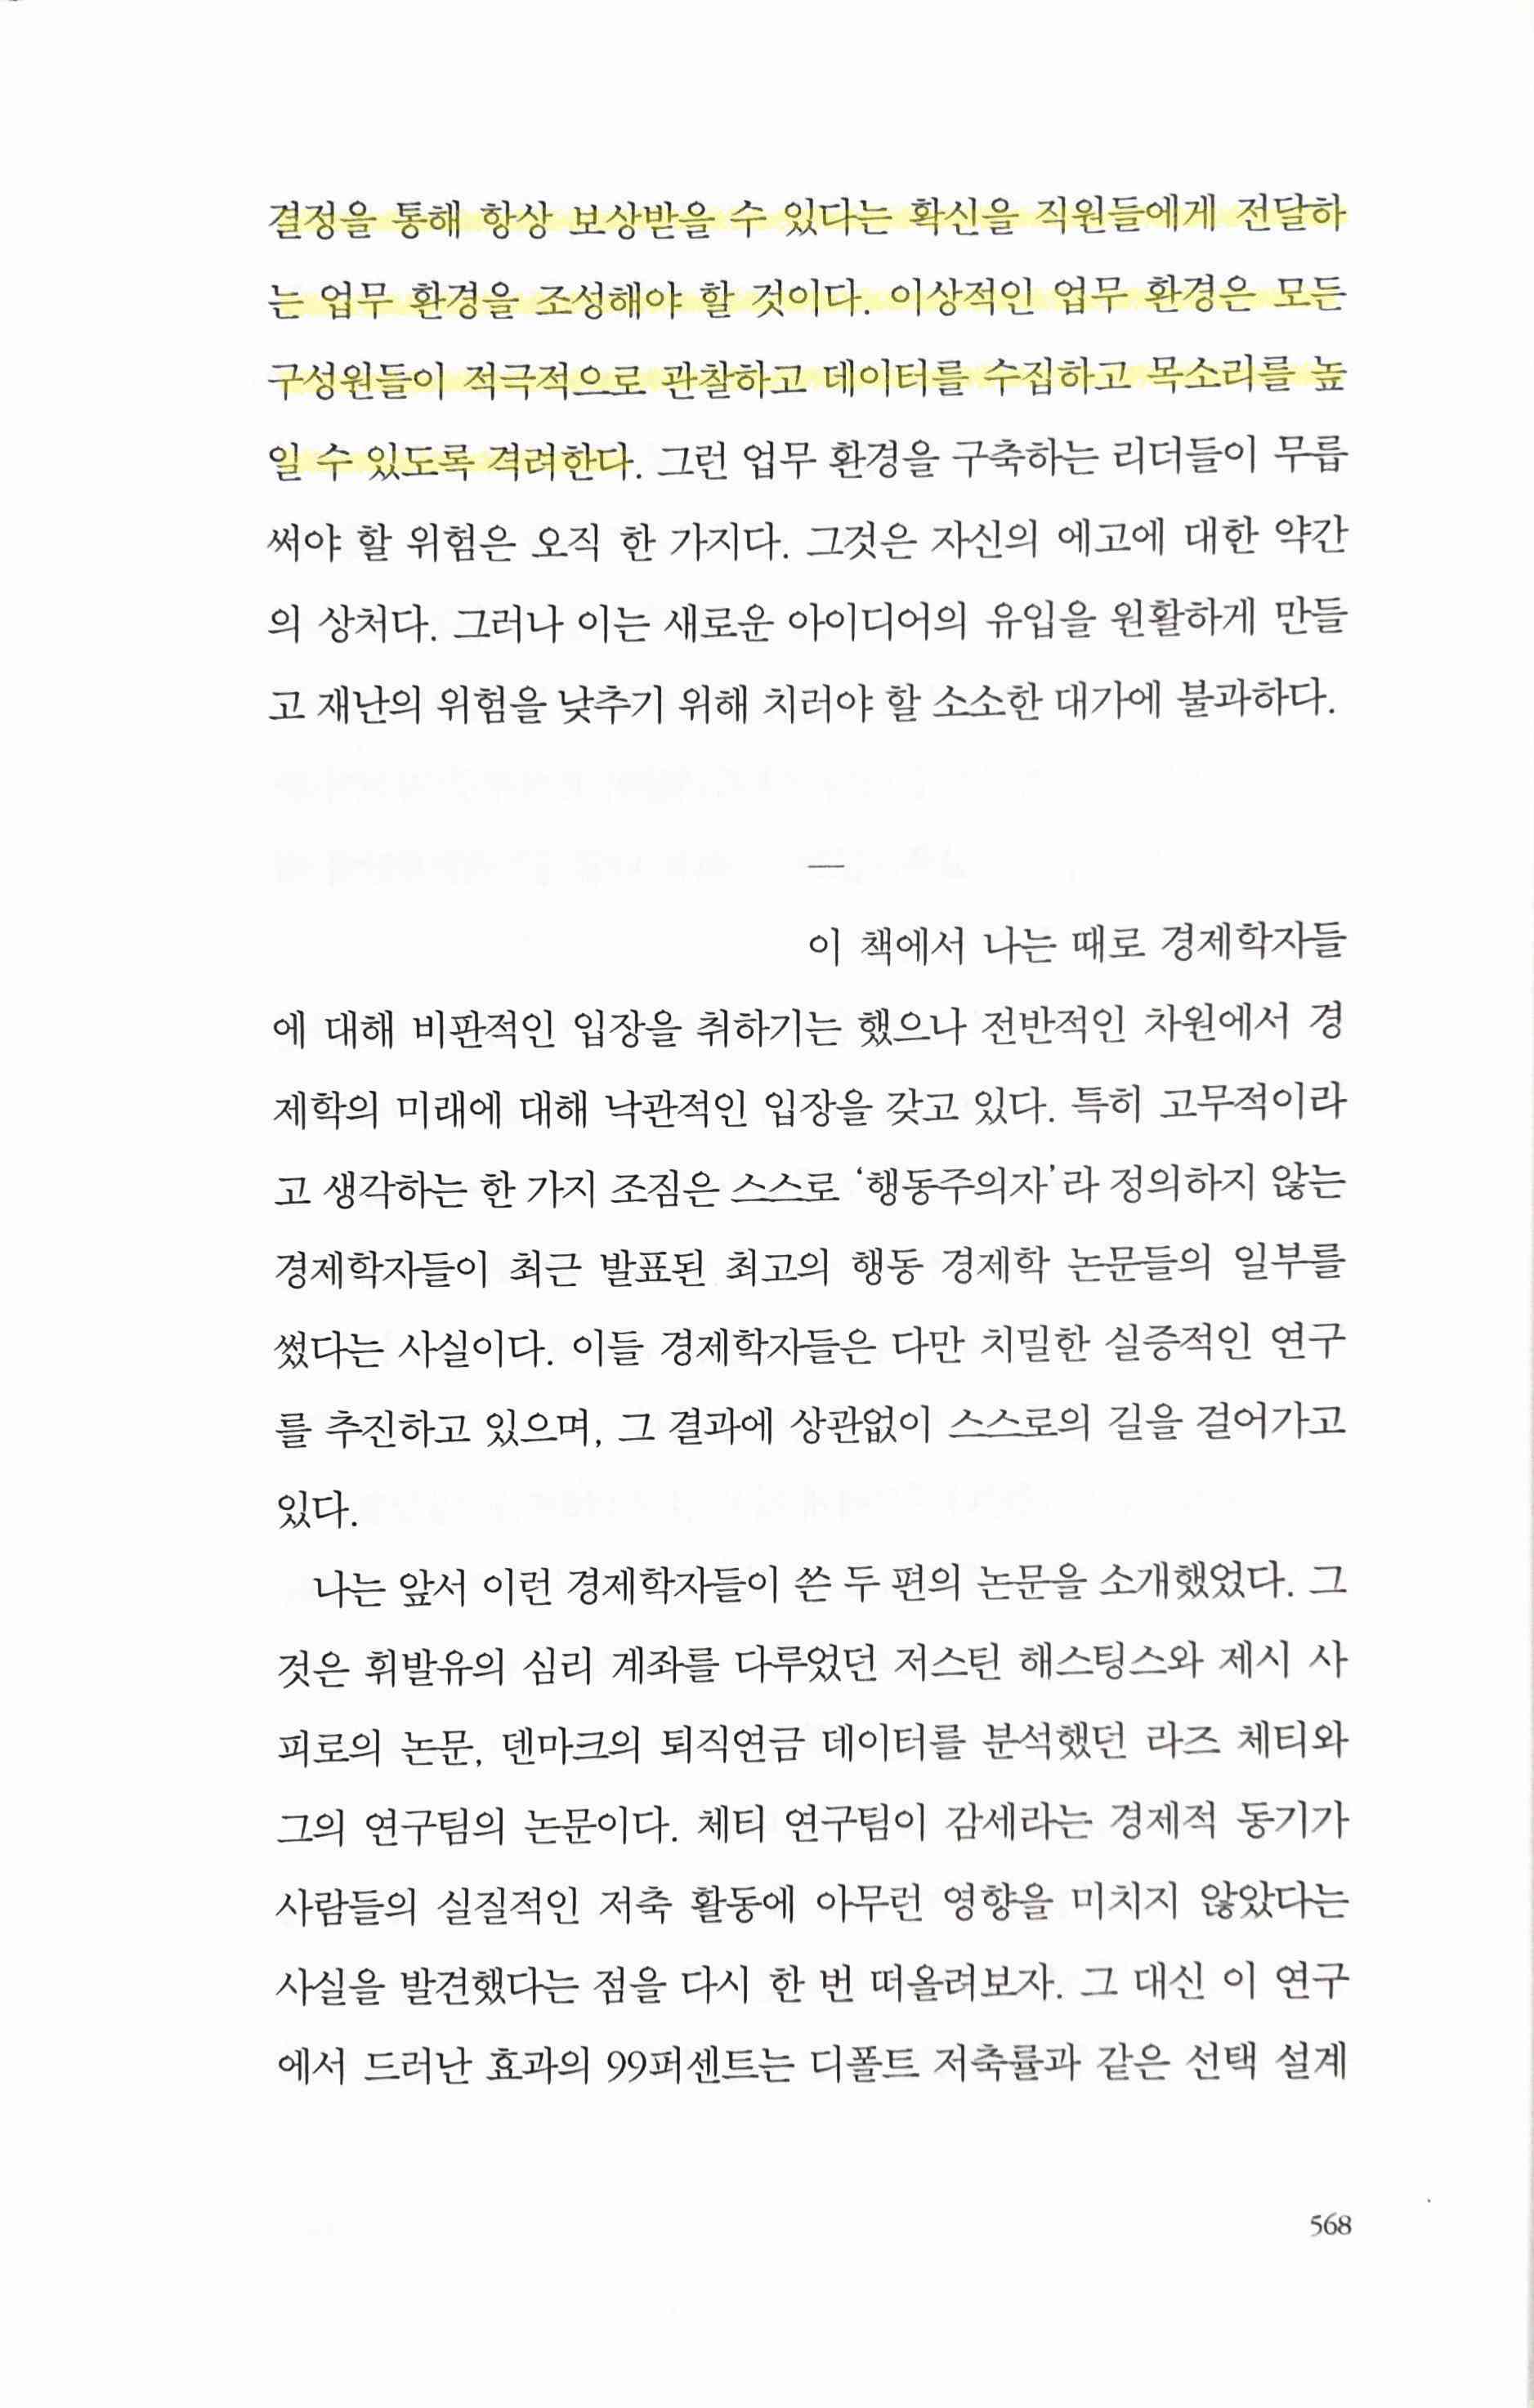 결정을 통해 항상 보상받을 수 있다는 확신을 직원들에게 전달하
는 업무 환경을 조성해야 할 것이다. 이상적인 업무 환경은 모든
구성원들이 적극적으로 관찰하고 데이터를 수집하고 목소리를 높
일 수 있도록 격려한다. 그런 업무 환경을 구축하는 리더들이 무릅
써야 할 위험은 오직 한 가지다. 그것은 자신의 에고에 대한 약간
의 상처다. 그러나 이는 새로운 아이디어의 유입을 원활하게 만들
고 재난의 위험을 낮추기 위해 치러야 할 소소한 대가에 불과하다.
이 책에서 나는 때로 경제학자들
에 대해 비판적인 입장을 취하기는 했으나 전반적인 차원에서 경
제학의 미래에 대해 낙관적인 입장을 갖고 있다. 특히 고무적이라
고 생각하는 한 가지 조짐은 스스로 ‘행동주의자’라 정의하지 않는
경제학자들이 최근 발표된 최고의 행동 경제학 논문들의 일부를
썼다는 사실이다. 이들 경제학자들은 다만 치밀한 실증적인 연구
를 추진하고 있으며, 그 결과에 상관없이 스스로의 길을 걸어가고
있다.
나는 앞서 이런 경제학자들이 쓴 두 편의 논문을 소개했었다. 그
것은 휘발유의 심리 계좌를 다루었던 저스틴 해스팅스와 제시 샤
피로의 논문, 덴마크의 퇴직연금 데이터를 분석했던 라즈 체티와
그의 연구팀의 논문이다. 체티 연구팀이 감세라는 경제적 동기가
사람들의 실질적인 저축 활동에 아무런 영향을 미치지 않았다는
사실을 발견했다는 점을 다시 한 번 떠올려보자. 그 대신 이 연구
에서 드러난 효과의 99퍼센트는 디폴트 저축률과 같은 선택 설계
568